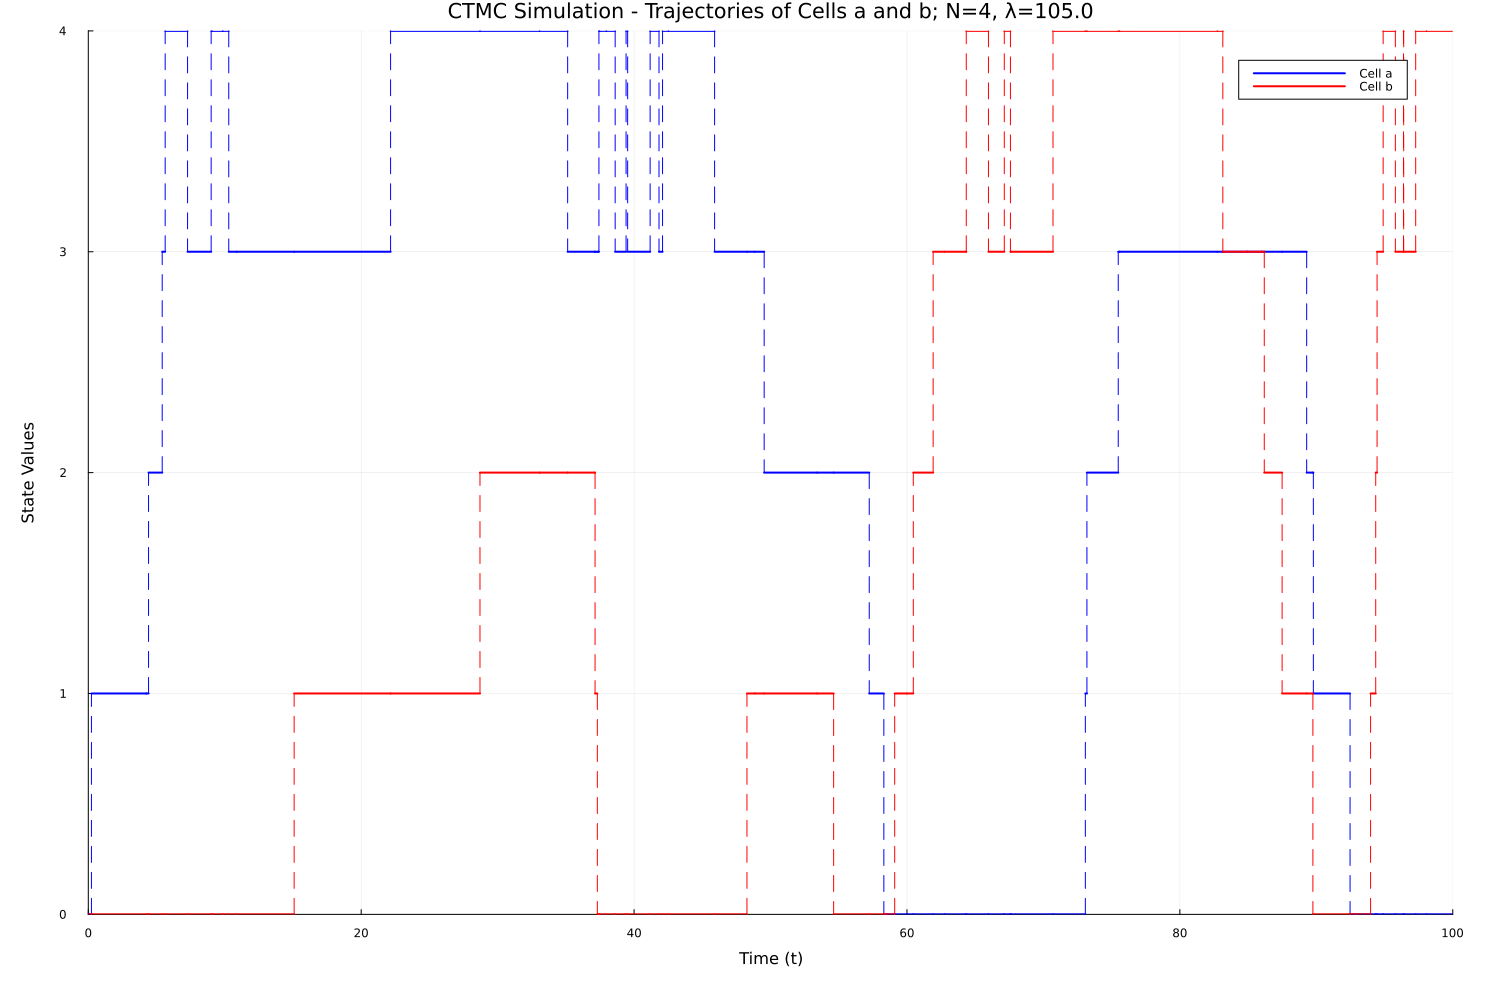 CTMC Simulation - Trajectories of Cells a and b; N=4, λ=105.0
4
Cell a
Cell b
3
State Values
2
1
0
0 20 40 60 80 100
Time (t)